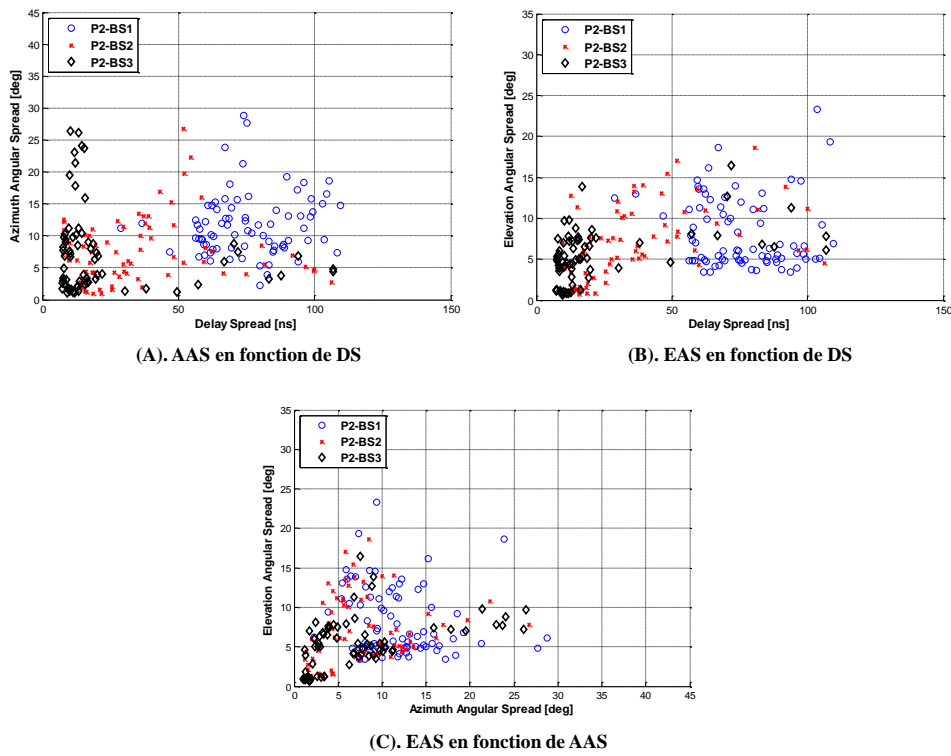 45
40
35
30
25
20
15
10
5
0
Azimuth Angular Spread [deg]
P2-BS1
P2-BS2
P2-BS3
0 50 100 150
Delay Spread [ns]
(A). AAS en fonction de DS
35
30
25
20
15
10
5
0
Elevation Angular Spread [deg]
P2-BS1
P2-BS2
P2-BS3
0 50 100 150
Delay Spread [ns]
(B). EAS en fonction de DS
35
30
25
20
15
10
5
0
Elevation Angular Spread [deg]
P2-BS1
P2-BS2
P2-BS3
0 5 10 15 20 25 30 35 40 45
Azimuth Angular Spread [deg]
(C). EAS en fonction de AAS